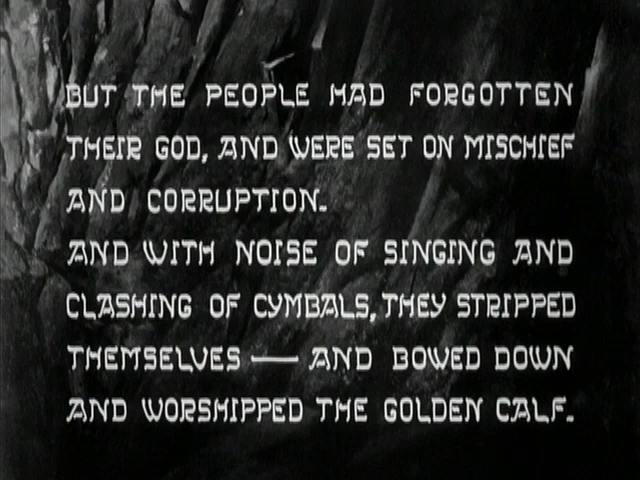 BUT THE PEOPLE HAD FORGOTTEN
THEIR GOD, AND WERE SET ON MISCHIEF
AND CORRUPTION.
AND WITH NOISE OF SINGING AND
CLASHING OF CYMBALS, THEY STRIPPED
THEMSELVES — AND BOWED DOWN
AND WORSHIPPED THE GOLDEN CALF.